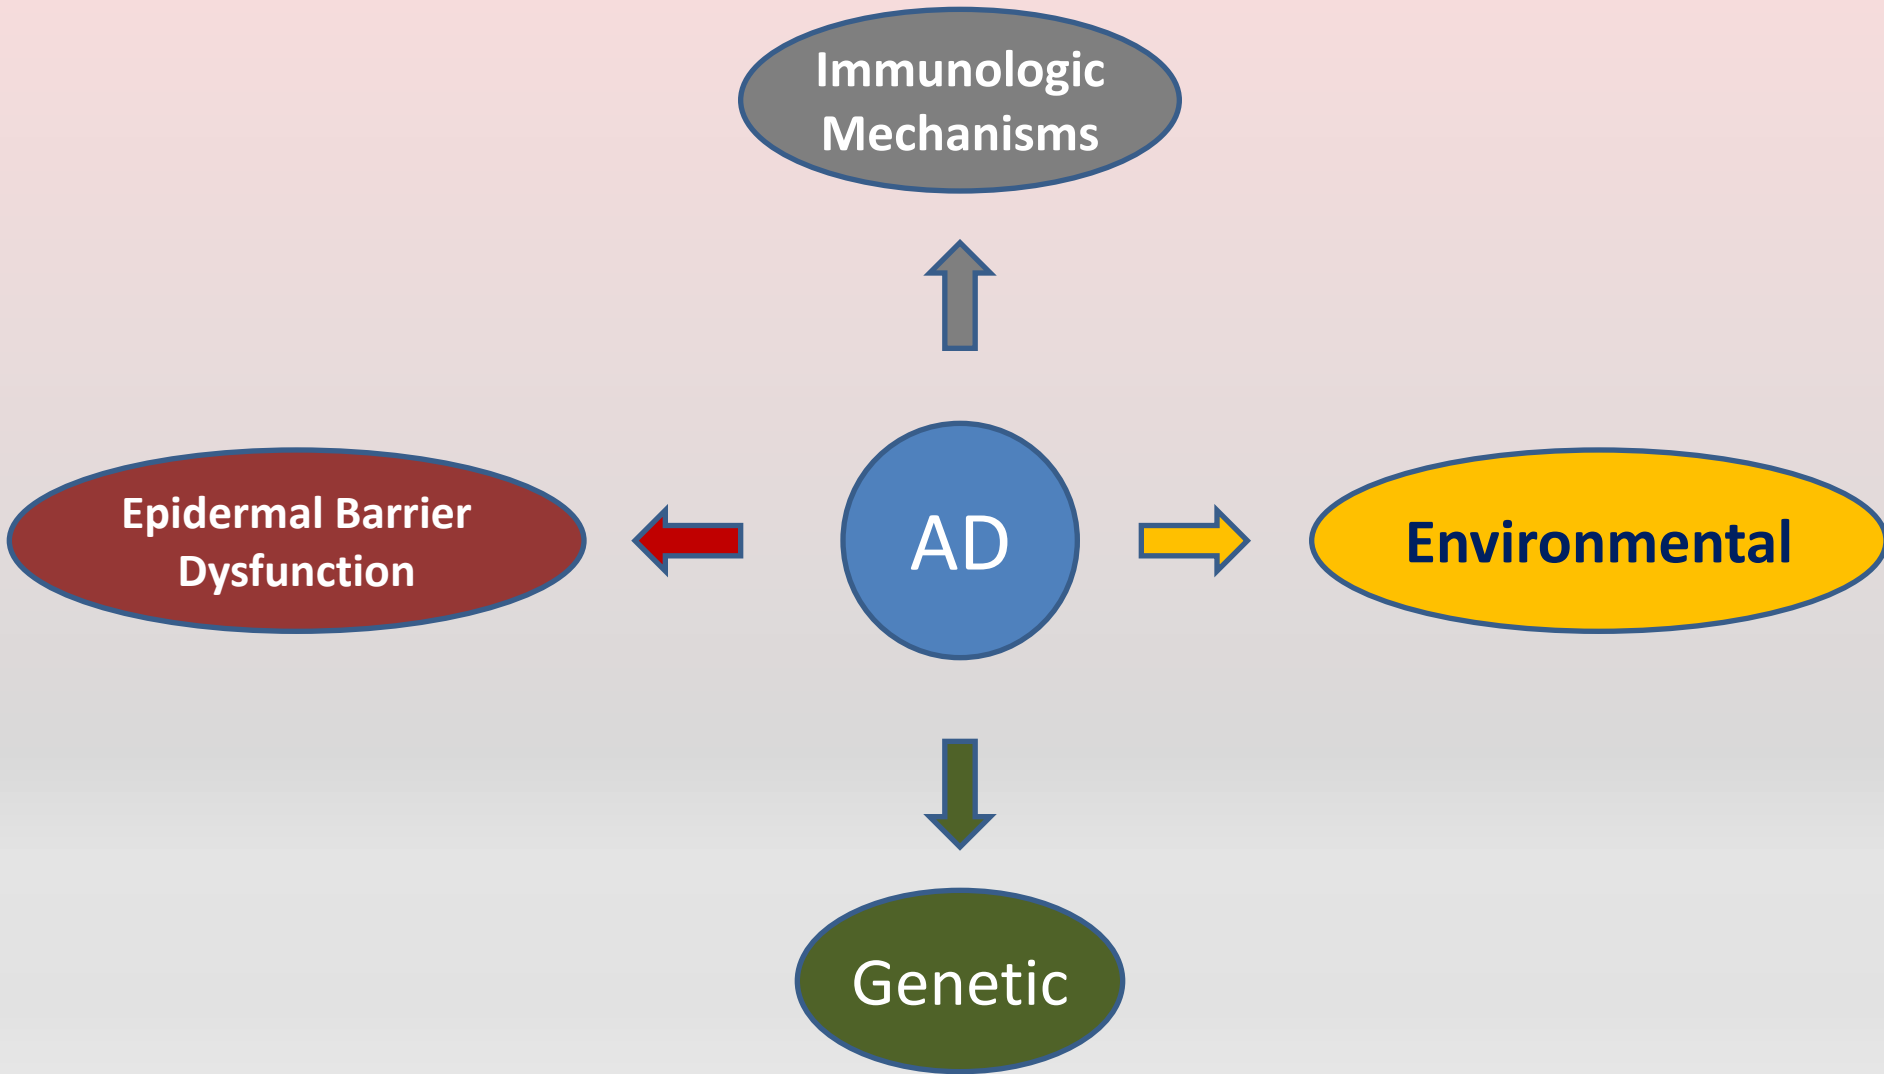 Immunologic
Mechanisms
Epidermal Barrier
Dysfunction
AD
Environmental
Genetic